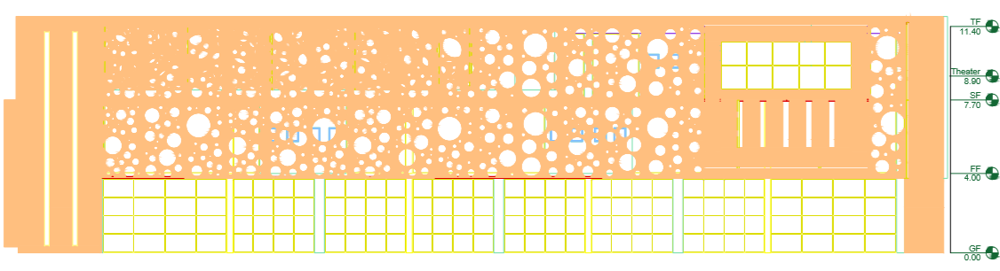 TF
11.40
Theater
8.90
SF
7.70
FF
4.00
GF
0.00